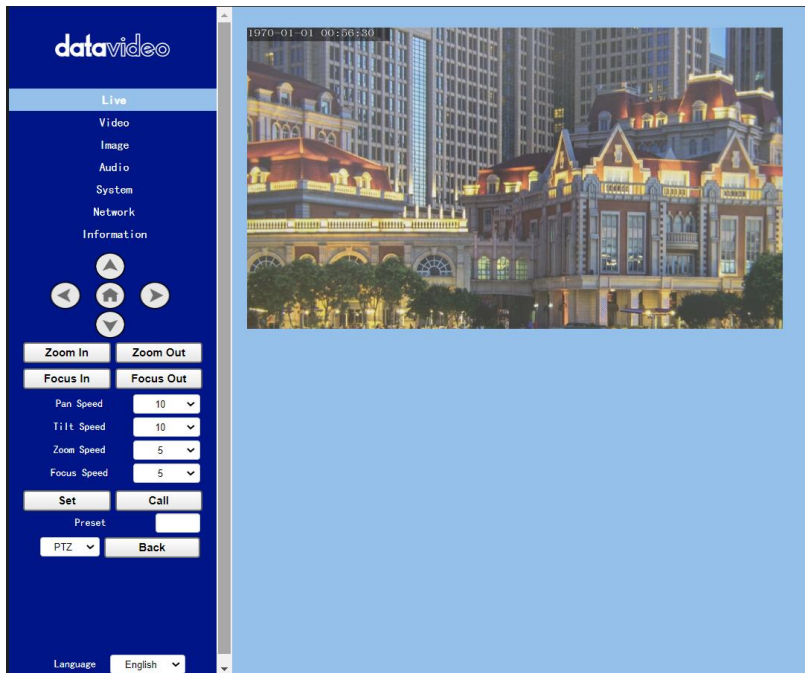 datavideo
Live
Video
Image
Audio
System
Network
Information
Zoom In Zoom Out
Focus In Focus Out
Pan Speed 10
Tilt Speed 10
Zoom Speed 5
Focus Speed 5
Set Call
Preset
PTZ Back
Language English
1970-01-01 00:56:30